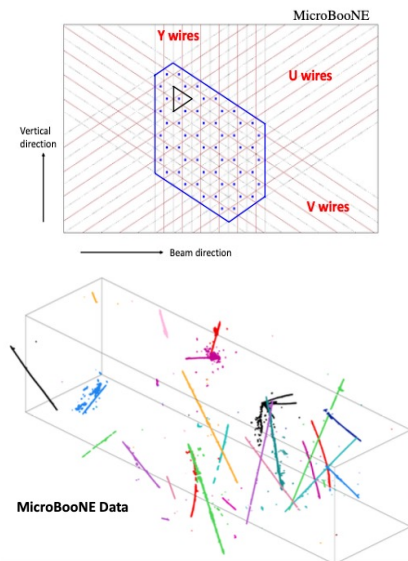 MicroBooNE
Y wires
U wires
Vertical
direction
V wires
Beam direction
MicroBooNE Data